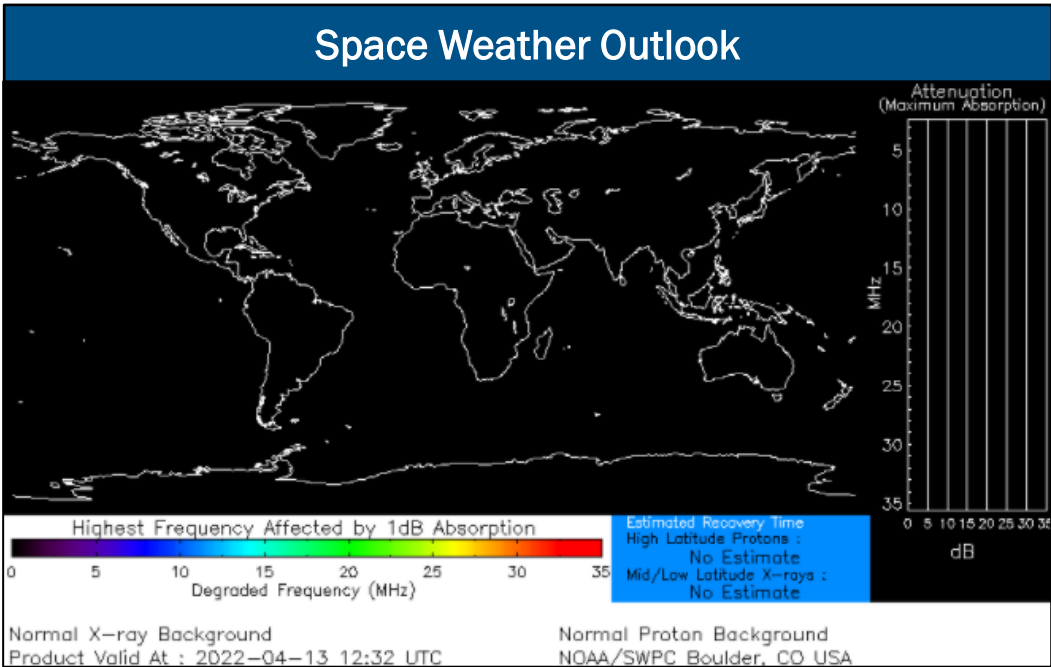 Space Weather Outlook
Attenuation
(Maximum Absorption)
5
10
15
20
25
30
35
MHz
0 5 10 15 20 25 30 35
dB
Highest Frequency Affected by 1dB Absorption
0 5 10 15 20 25 30 35
Degraded Frequency (MHz)
Estimated Recovery Time
High Latitude Protons :
No Estimate
Mid/Low Latitude X-rays :
No Estimate
Normal X-ray Background
Normal Proton Background
Product Valid At : 2022-04-13 12:32 UTC
NOAA/SWPC Boulder, CO USA